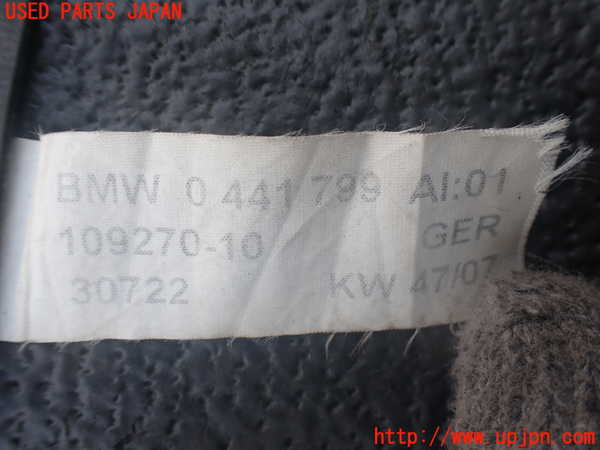 USED PARTS JAPAN
BMW 0 441 799 AI:01
109270-10 GER
30722 KW 47/07
*http://www.upjpn.com/